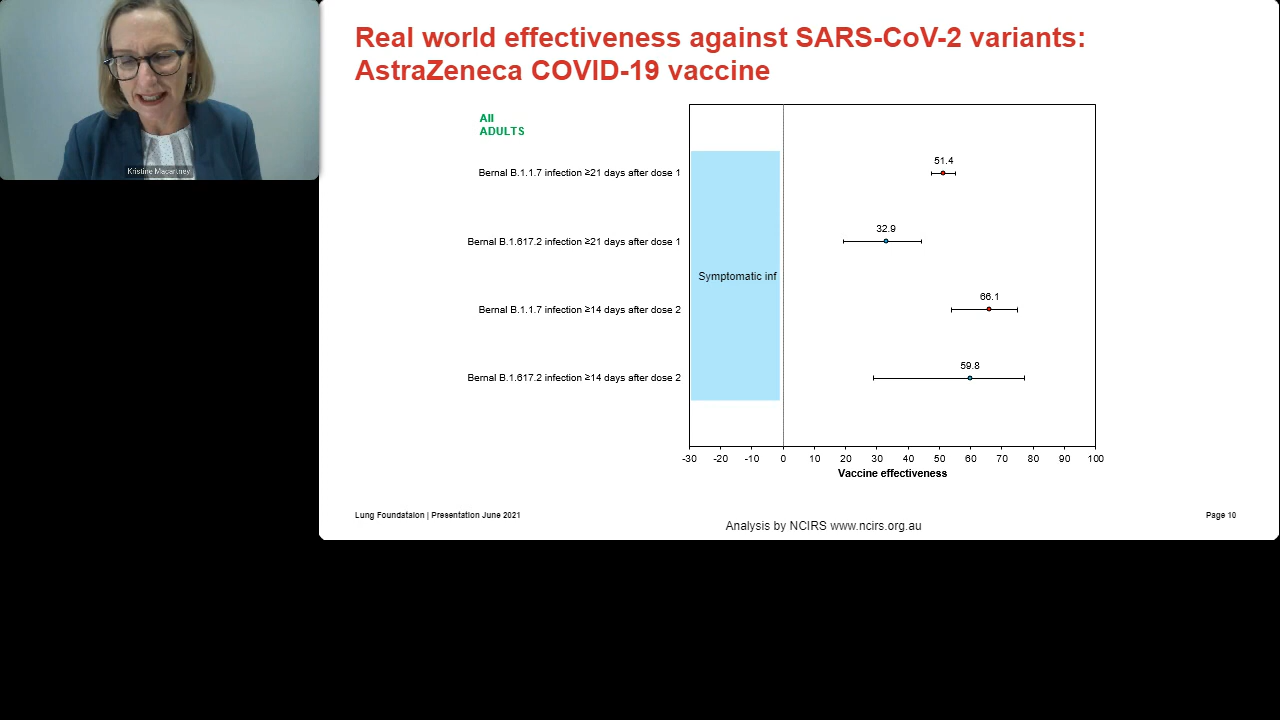 Kristine Macartney
Real world effectiveness against SARS-CoV-2 variants:
AstraZeneca COVID-19 vaccine
All
ADULTS
Bernal B.1.1.7 infection ≥21 days after dose 1
51.4
Bernal B.1.617.2 infection ≥21 days after dose 1
32.9
Symptomatic inf
Bernal B.1.1.7 infection ≥14 days after dose 2
66.1
Bernal B.1.617.2 infection ≥14 days after dose 2
59.8
-30 -20 -10 0 10 20 30 40 50 60 70 80 90 100
Vaccine effectiveness
Lung Foundataion | Presentation June 2021
Analysis by NCIRS www.ncirs.org.au
Page 10